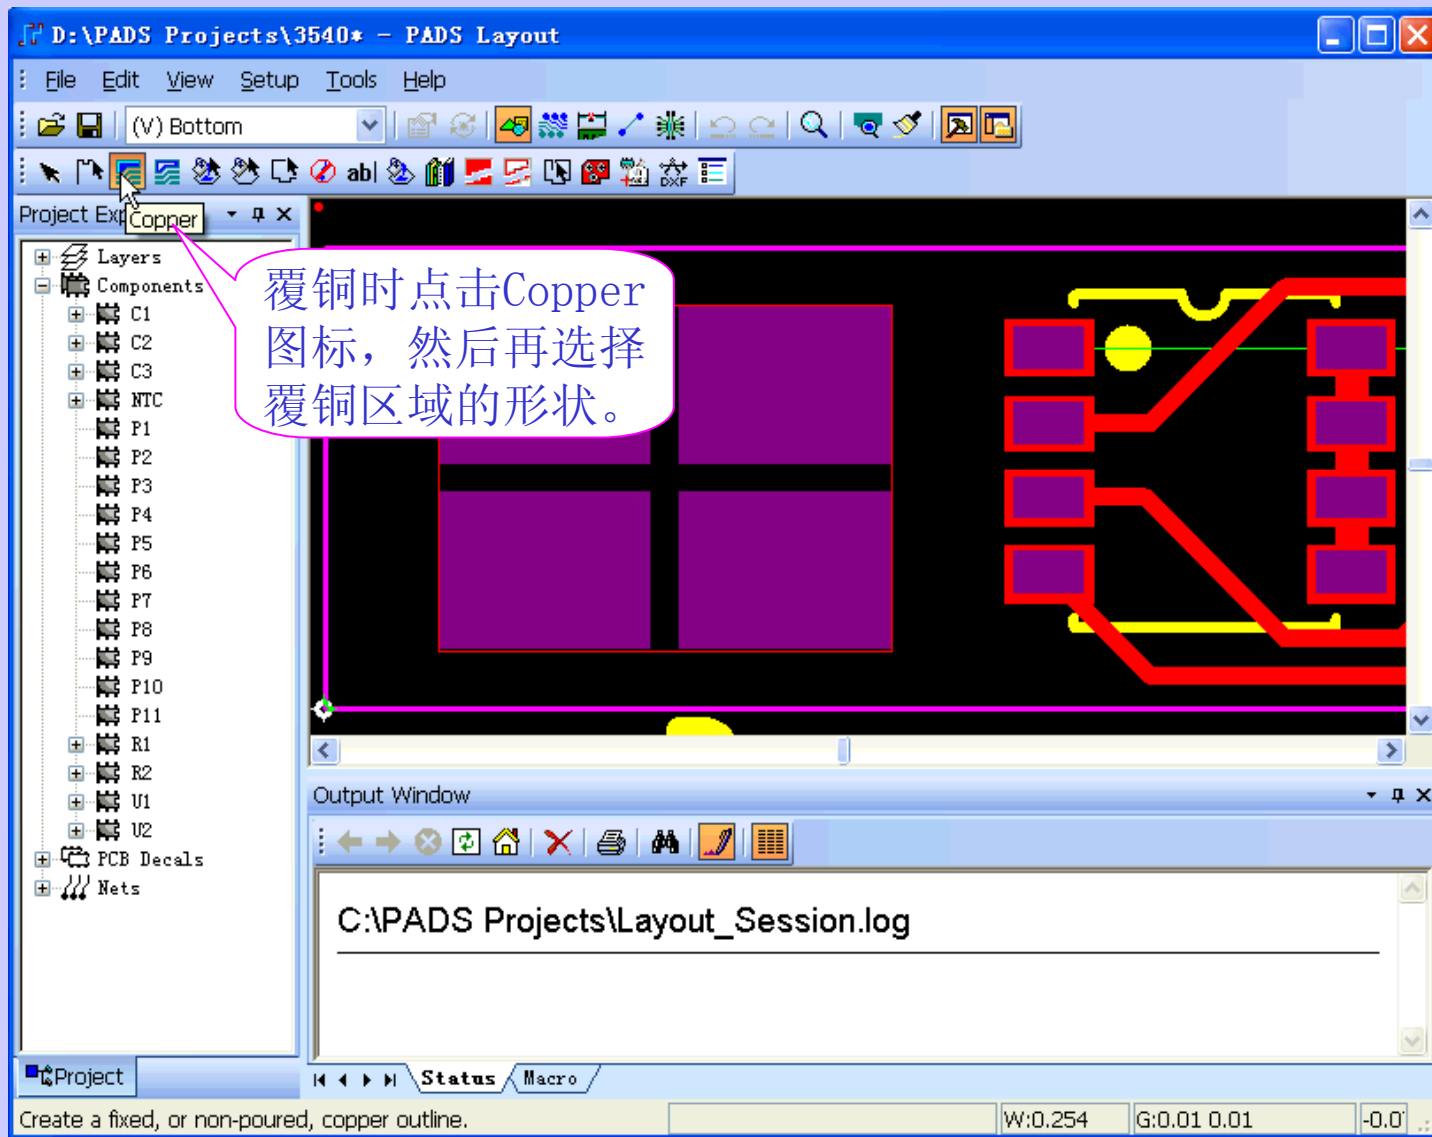 D:\PADS Projects\3540* - PADS Layout
File Edit View Setup Tools Help
(V) Bottom
ab|
DXF
Project Exp
Copper
Layers
Components
C1
C2
C3
NTC
P1
P2
P3
P4
P5
P6
P7
P8
P9
P10
P11
R1
R2
U1
U2
PCB Decals
Nets
覆铜时点击Copper
图标，然后再选择
覆铜区域的形状。
Output Window
C:\PADS Projects\Layout_Session.log
Project
Status Macro
Create a fixed, or non-poured, copper outline.
W:0.254 G:0.01 0.01